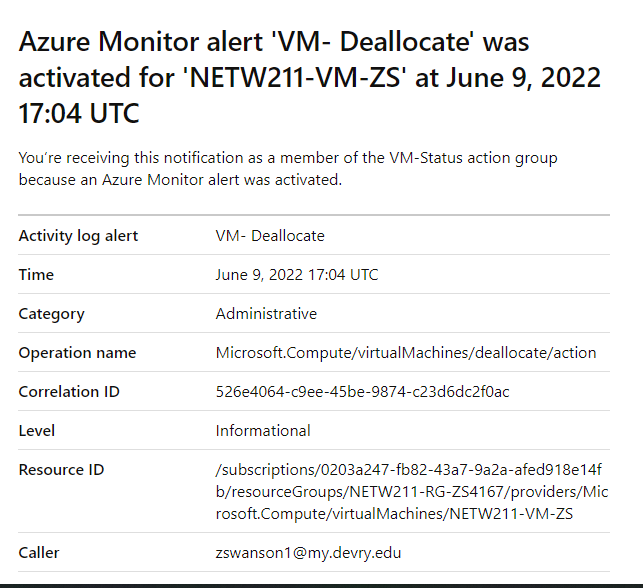 Azure Monitor alert 'VM- Deallocate' was
activated for 'NETW211-VM-ZS' at June 9, 2022
17:04 UTC
You're receiving this notification as a member of the VM-Status action group
because an Azure Monitor alert was activated.
Activity log alert VM- Deallocate
Time June 9, 2022 17:04 UTC
Category Administrative
Operation name Microsoft.Compute/virtualMachines/deallocate/action
Correlation ID 526e4064-c9ee-45be-9874-c23d6dc2f0ac
Level Informational
Resource ID /subscriptions/0203a247-fb82-43a7-9a2a-afed918e14f
b/resourceGroups/NETW211-RG-ZS4167/providers/Mic
rosoft.Compute/virtualMachines/NETW211-VM-ZS
Caller zswanson1@my.devry.edu